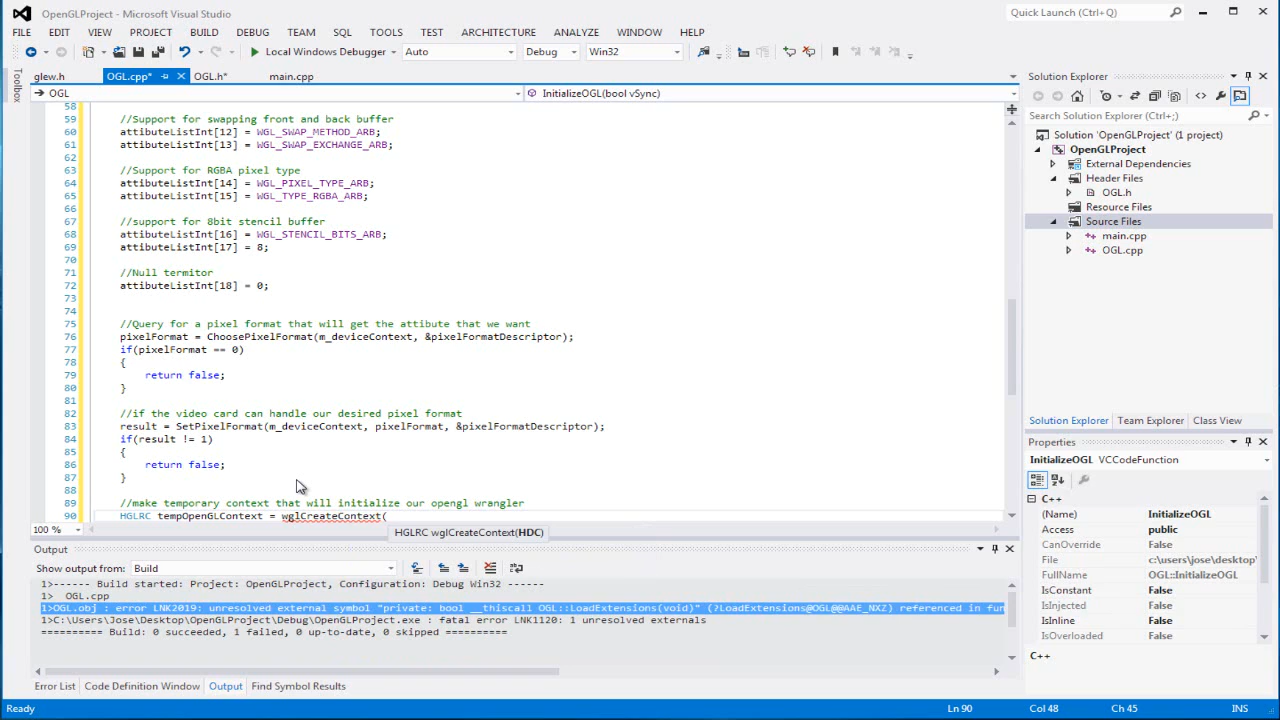 OpenGLProject - Microsoft Visual Studio
Quick Launch (Ctrl+Q)
FILE EDIT VIEW PROJECT BUILD DEBUG TEAM SQL TOOLS TEST ARCHITECTURE ANALYZE WINDOW HELP
Local Windows Debugger Auto Debug Win32
Toolbox
glew.h OGL.cpp* OGL.h* main.cpp
OGL InitializeOGL(bool vSync)
58
59 //Support for swapping front and back buffer
60 attibuteListInt[12] = WGL_SWAP_METHOD_ARB;
61 attibuteListInt[13] = WGL_SWAP_EXCHANGE_ARB;
62
63 //Support for RGBA pixel type
64 attibuteListInt[14] = WGL_PIXEL_TYPE_ARB;
65 attibuteListInt[15] = WGL_TYPE_RGBA_ARB;
66
67 //support for 8bit stencil buffer
68 attibuteListInt[16] = WGL_STENCIL_BITS_ARB;
69 attibuteListInt[17] = 8;
70
71 //Null termitor
72 attibuteListInt[18] = 0;
73
74
75 //Query for a pixel format that will get the attibute that we want
76 pixelFormat = ChoosePixelFormat(m_deviceContext, &pixelFormatDescriptor);
77 if(pixelFormat == 0)
78 {
79 return false;
80 }
81
82 //if the video card can handle our desired pixel format
83 result = SetPixelFormat(m_deviceContext, pixelFormat, &pixelFormatDescriptor);
84 if(result != 1)
85 {
86 return false;
87 }
88
89 //make temporary context that will initialize our opengl wrangler
90 HGLRC tempOpenGLContext = wglCreateContext(
HGLRC wglCreateContext(HDC)
100 %
Output
Show output from: Build
1>------ Build started: Project: OpenGLProject, Configuration: Debug Win32 ------
1> OGL.cpp
1>OGL.obj : error LNK2019: unresolved external symbol "private: bool __thiscall OGL::LoadExtensions(void)" (?LoadExtensions@OGL@@AAE_NXZ) referenced in fun
1>C:\Users\Jose\Desktop\OpenGLProject\Debug\OpenGLProject.exe : fatal error LNK1120: 1 unresolved externals
========== Build: 0 succeeded, 1 failed, 0 up-to-date, 0 skipped ==========
Error List Code Definition Window Output Find Symbol Results
Solution Explorer
Search Solution Explorer (Ctrl+;)
Solution 'OpenGLProject' (1 project)
OpenGLProject
External Dependencies
Header Files
OGL.h
Resource Files
Source Files
main.cpp
OGL.cpp
Solution Explorer Team Explorer Class View
Properties
InitializeOGL VCCodeFunction
C++
(Name) InitializeOGL
Access public
CanOverride False
File c:\users\jose\desktop\
FullName OGL::InitializeOGL
IsConstant False
IsInjected False
IsInline False
IsOverloaded False
C++
Ready Ln 90 Col 48 Ch 45 INS